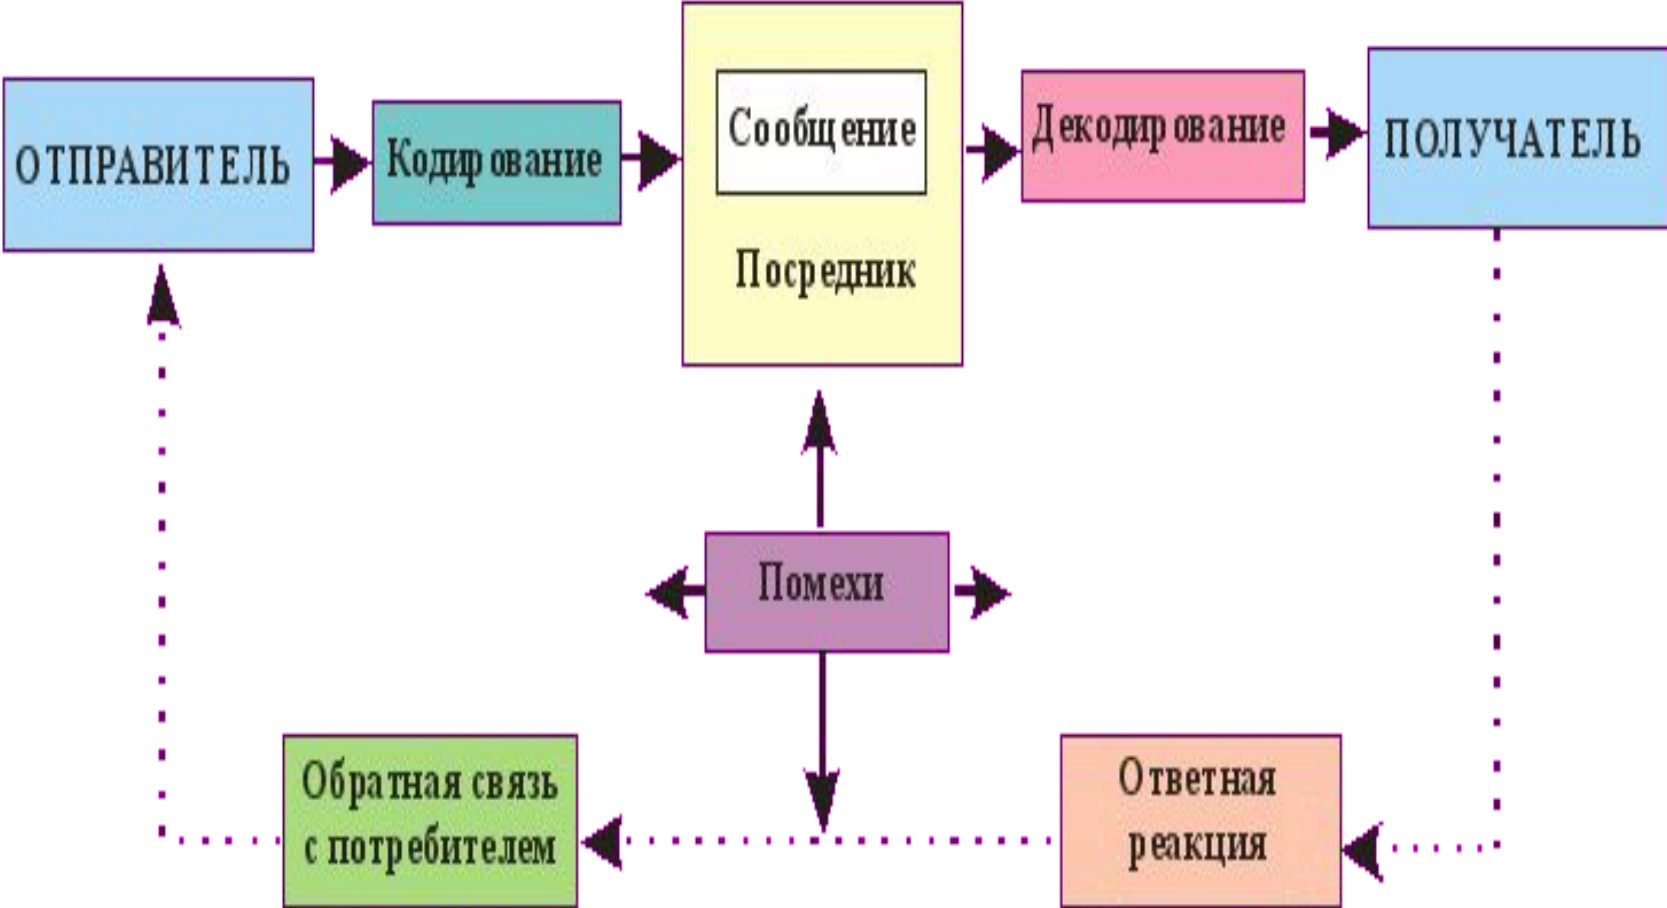 ОТПРАВИТЕЛЬ
Кодирование
Сообщение
Посредник
Декодирование
ПОЛУЧАТЕЛЬ
Помехи
Обратная связь
с потребителем
Ответная
реакция